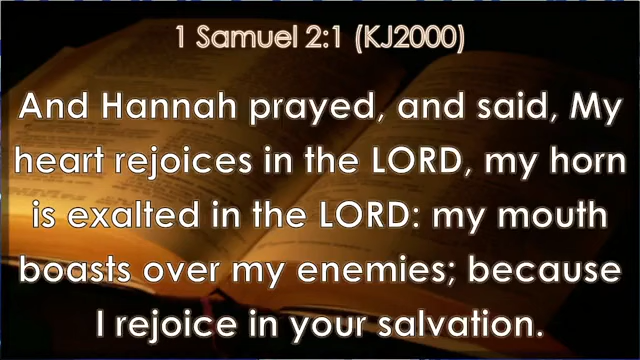 1 Samuel 2:1 (KJ2000)
And Hannah prayed, and said, My
heart rejoices in the LORD, my horn
is exalted in the LORD: my mouth
boasts over my enemies; because
I rejoice in your salvation.